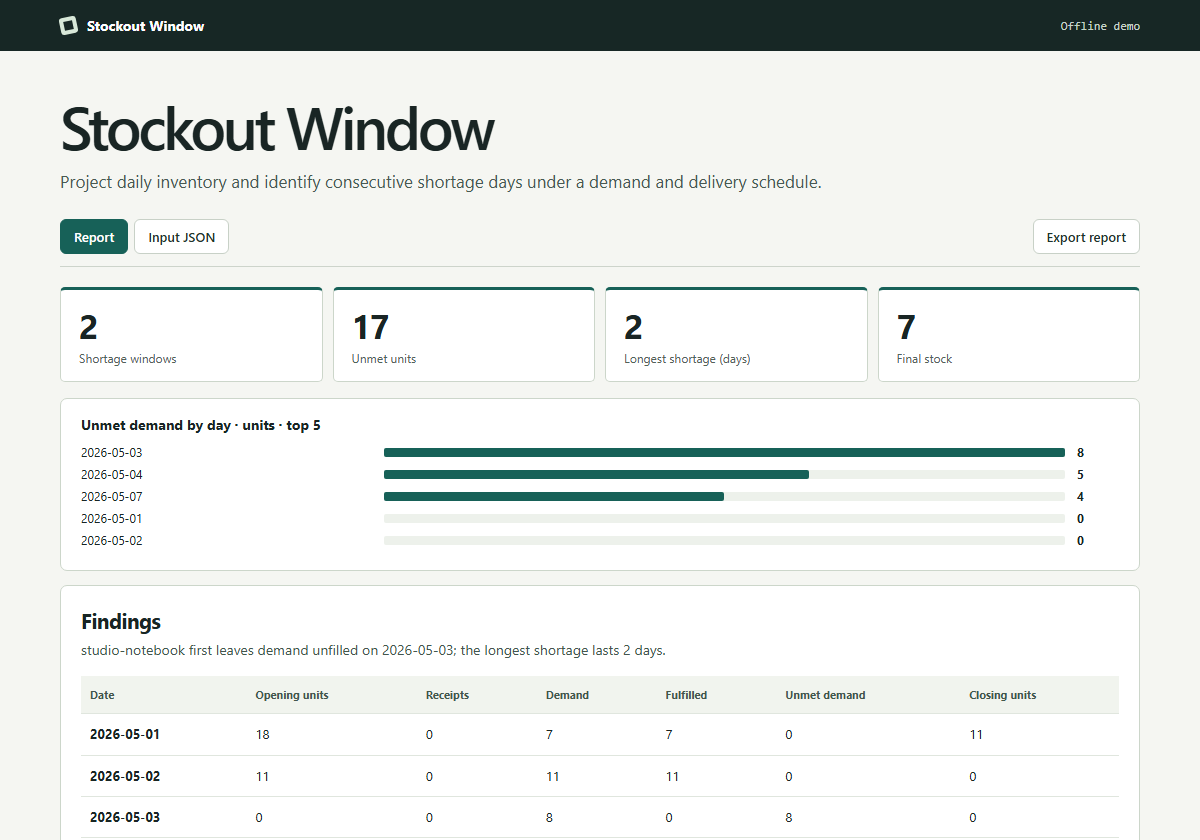 Stockout Window
Offline demo
Stockout Window
Project daily inventory and identify consecutive shortage days under a demand and delivery schedule.
Report
Input JSON
Export report
2
Shortage windows
17
Unmet units
2
Longest shortage (days)
7
Final stock
Unmet demand by day · units · top 5
2026-05-03 8
2026-05-04 5
2026-05-07 4
2026-05-01 0
2026-05-02 0
Findings
studio-notebook first leaves demand unfilled on 2026-05-03; the longest shortage lasts 2 days.
Date Opening units Receipts Demand Fulfilled Unmet demand Closing units
2026-05-01 18 0 7 7 0 11
2026-05-02 11 0 11 11 0 0
2026-05-03 0 0 8 0 8 0